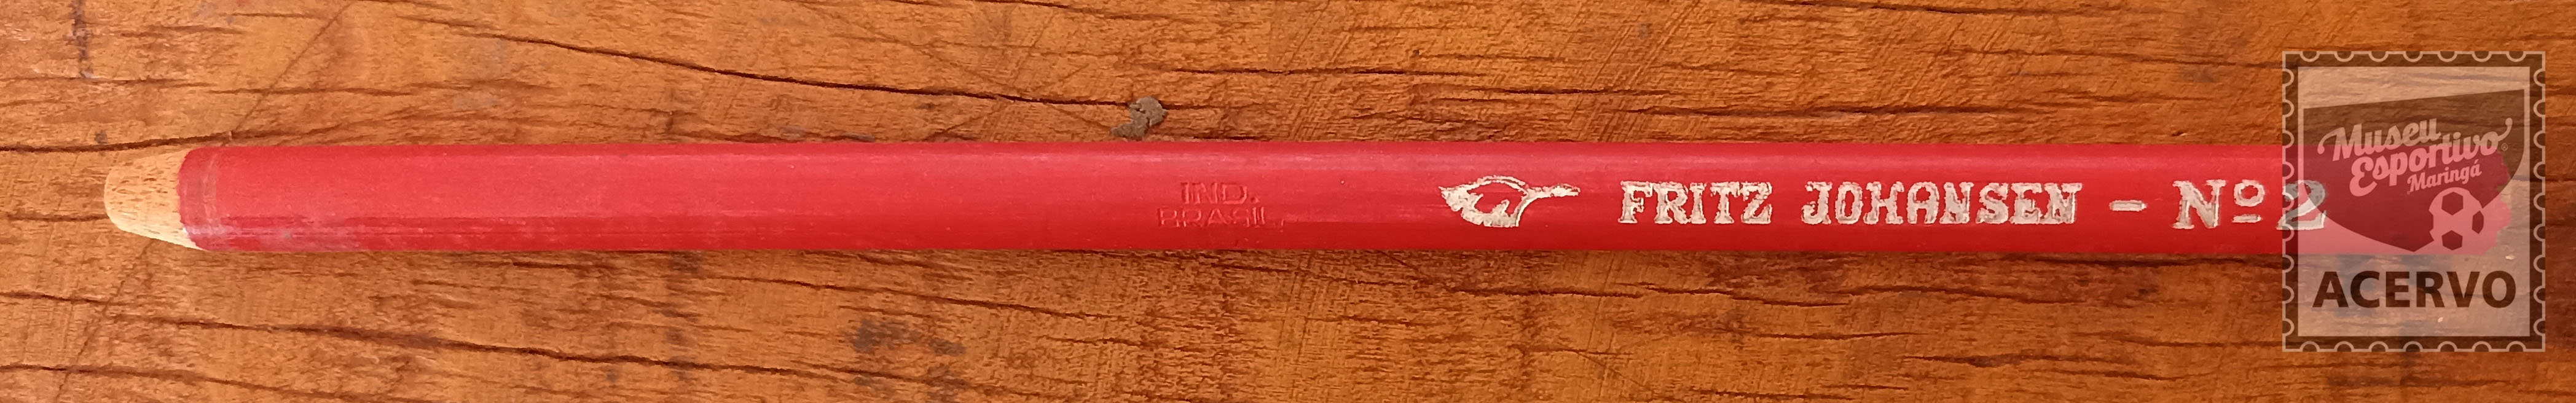 IND.
BRASIL
FRITZ JOHANSEN - Nº 2
Museu
Esportivo
Maringá
ACERVO